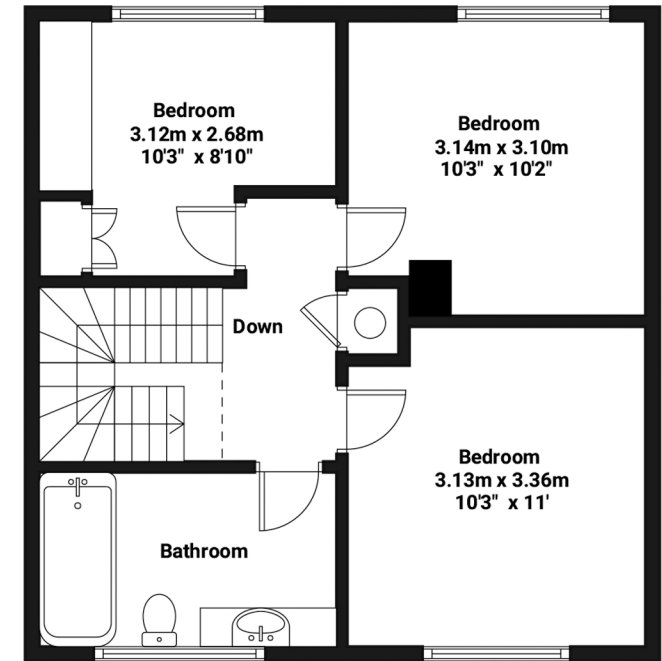 Bedroom
3.12m x 2.68m
10'3" x 8'10"
Bedroom
3.14m x 3.10m
10'3" x 10'2"
Down
Bedroom
3.13m x 3.36m
10'3" x 11'
Bathroom